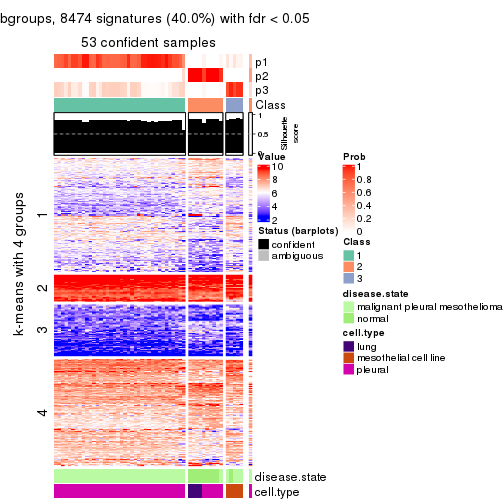 bgroups, 8474 signatures (40.0%) with fdr < 0.05
53 confident samples
p1
p2
p3
Class
1
0.5
0
Silhouette
score
k-means with 4 groups
1
2
3
4
Value
10
8
6
4
2
Status (barplots)
confident
ambiguous
Prob
1
0.8
0.6
0.4
0.2
0
Class
1
2
3
disease.state
malignant pleural mesothelioma
normal
cell.type
lung
mesothelial cell line
pleural
disease.state
cell.type